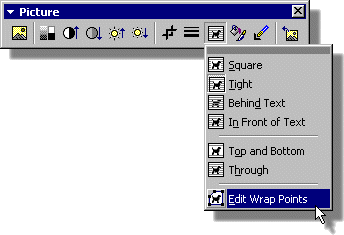 Picture
Square
Tight
Behind Text
In Front of Text
Top and Bottom
Through
Edit Wrap Points